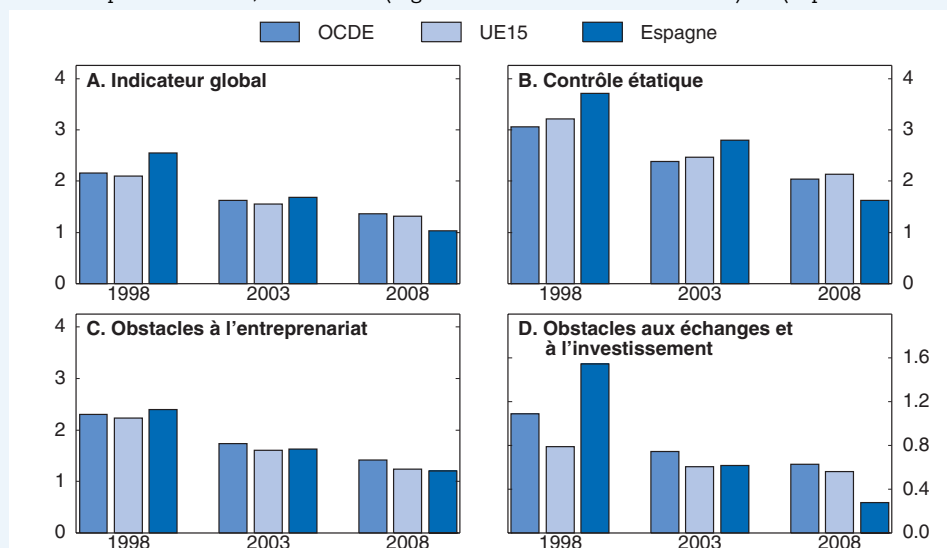 OCDE UE15 Espagne
A. Indicateur global
4
3
2
1
0
1998 2003 2008
B. Contrôle étatique
4
3
2
1
0
1998 2003 2008
C. Obstacles à l'entreprenariat
4
3
2
1
0
1998 2003 2008
D. Obstacles aux échanges et
à l'investissement
1.6
1.2
0.8
0.4
0.0
1998 2003 2008